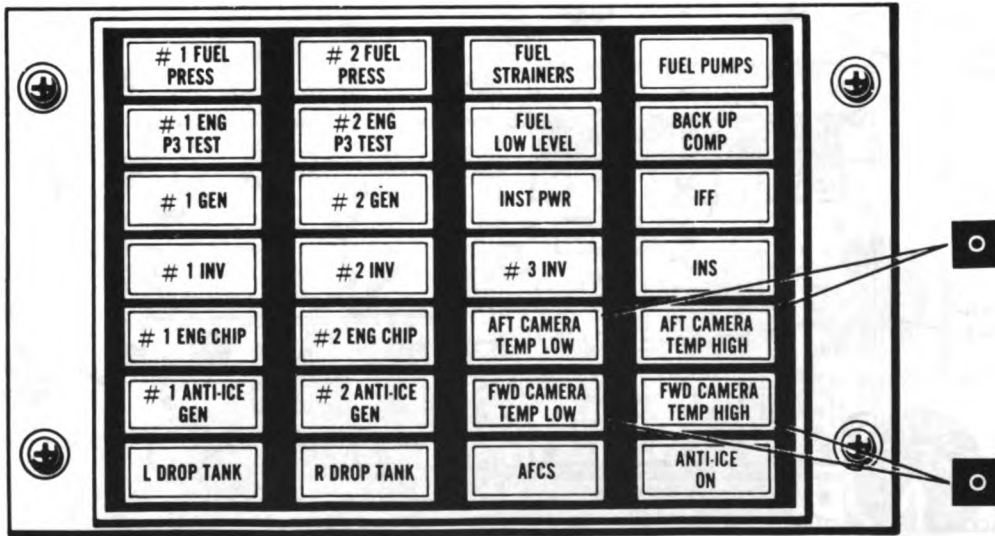 # 1 FUEL
PRESS
# 2 FUEL
PRESS
FUEL
STRAINERS
FUEL PUMPS
# 1 ENG
P3 TEST
#2 ENG
P3 TEST
FUEL
LOW LEVEL
BACK UP
COMP
# 1 GEN
# 2 GEN
INST PWR
IFF
# 1 INV
#2 INV
# 3 INV
INS
# 1 ENG CHIP
#2 ENG CHIP
AFT CAMERA
TEMP LOW
AFT CAMERA
TEMP HIGH
# 1 ANTI-ICE
GEN
# 2 ANTI-ICE
GEN
FWD CAMERA
TEMP LOW
FWD CAMERA
TEMP HIGH
L DROP TANK
R DROP TANK
AFCS
ANTI-ICE
ON
O
O